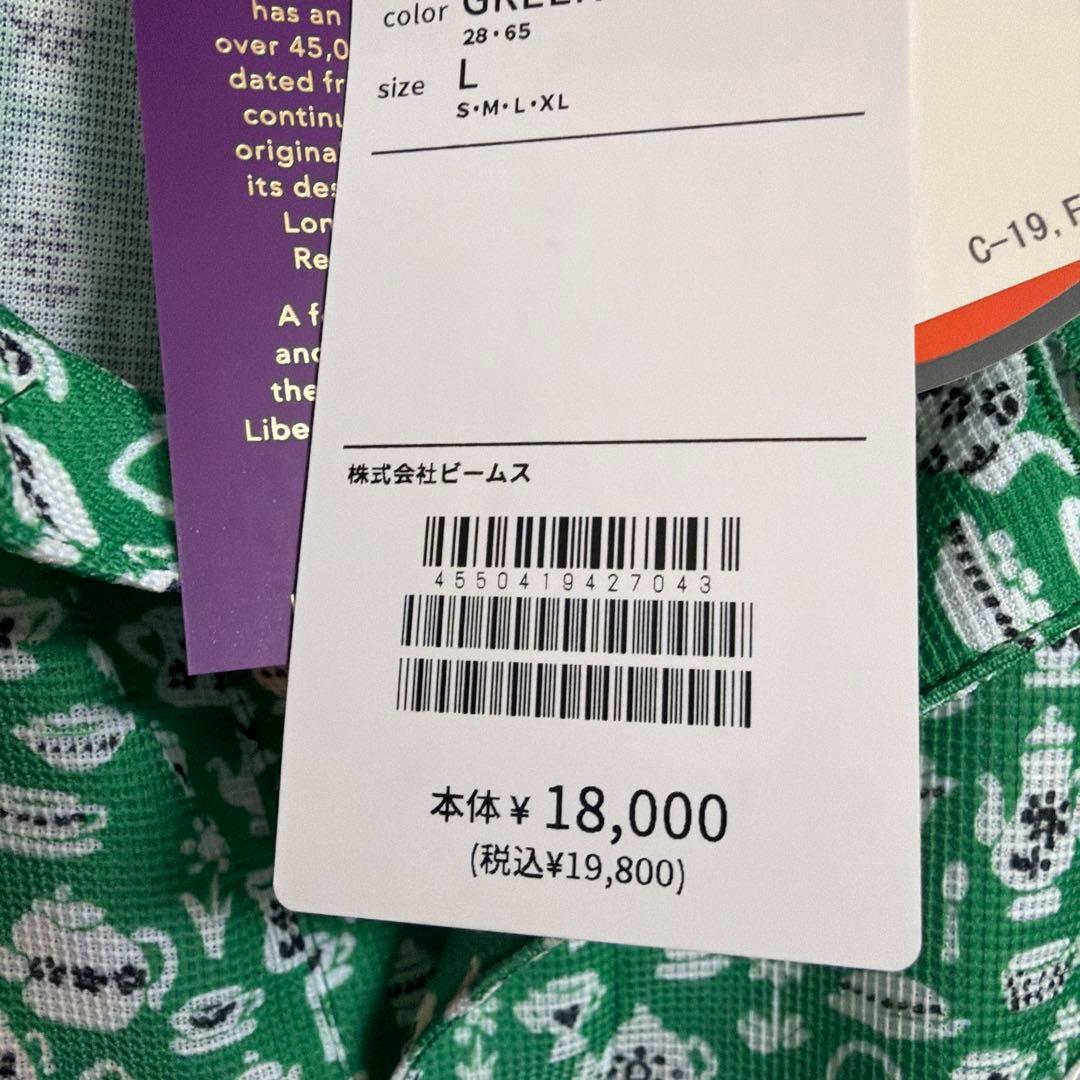 has an
over 45,0
dated fr
continu
origina
its des
Lon
Re
A f
and
the
Libe
color GREEN
28・65
size L
S・M・L・XL
株式会社ビームス
4550419427043
本体¥18,000
(税込¥19,800)
C-19, F